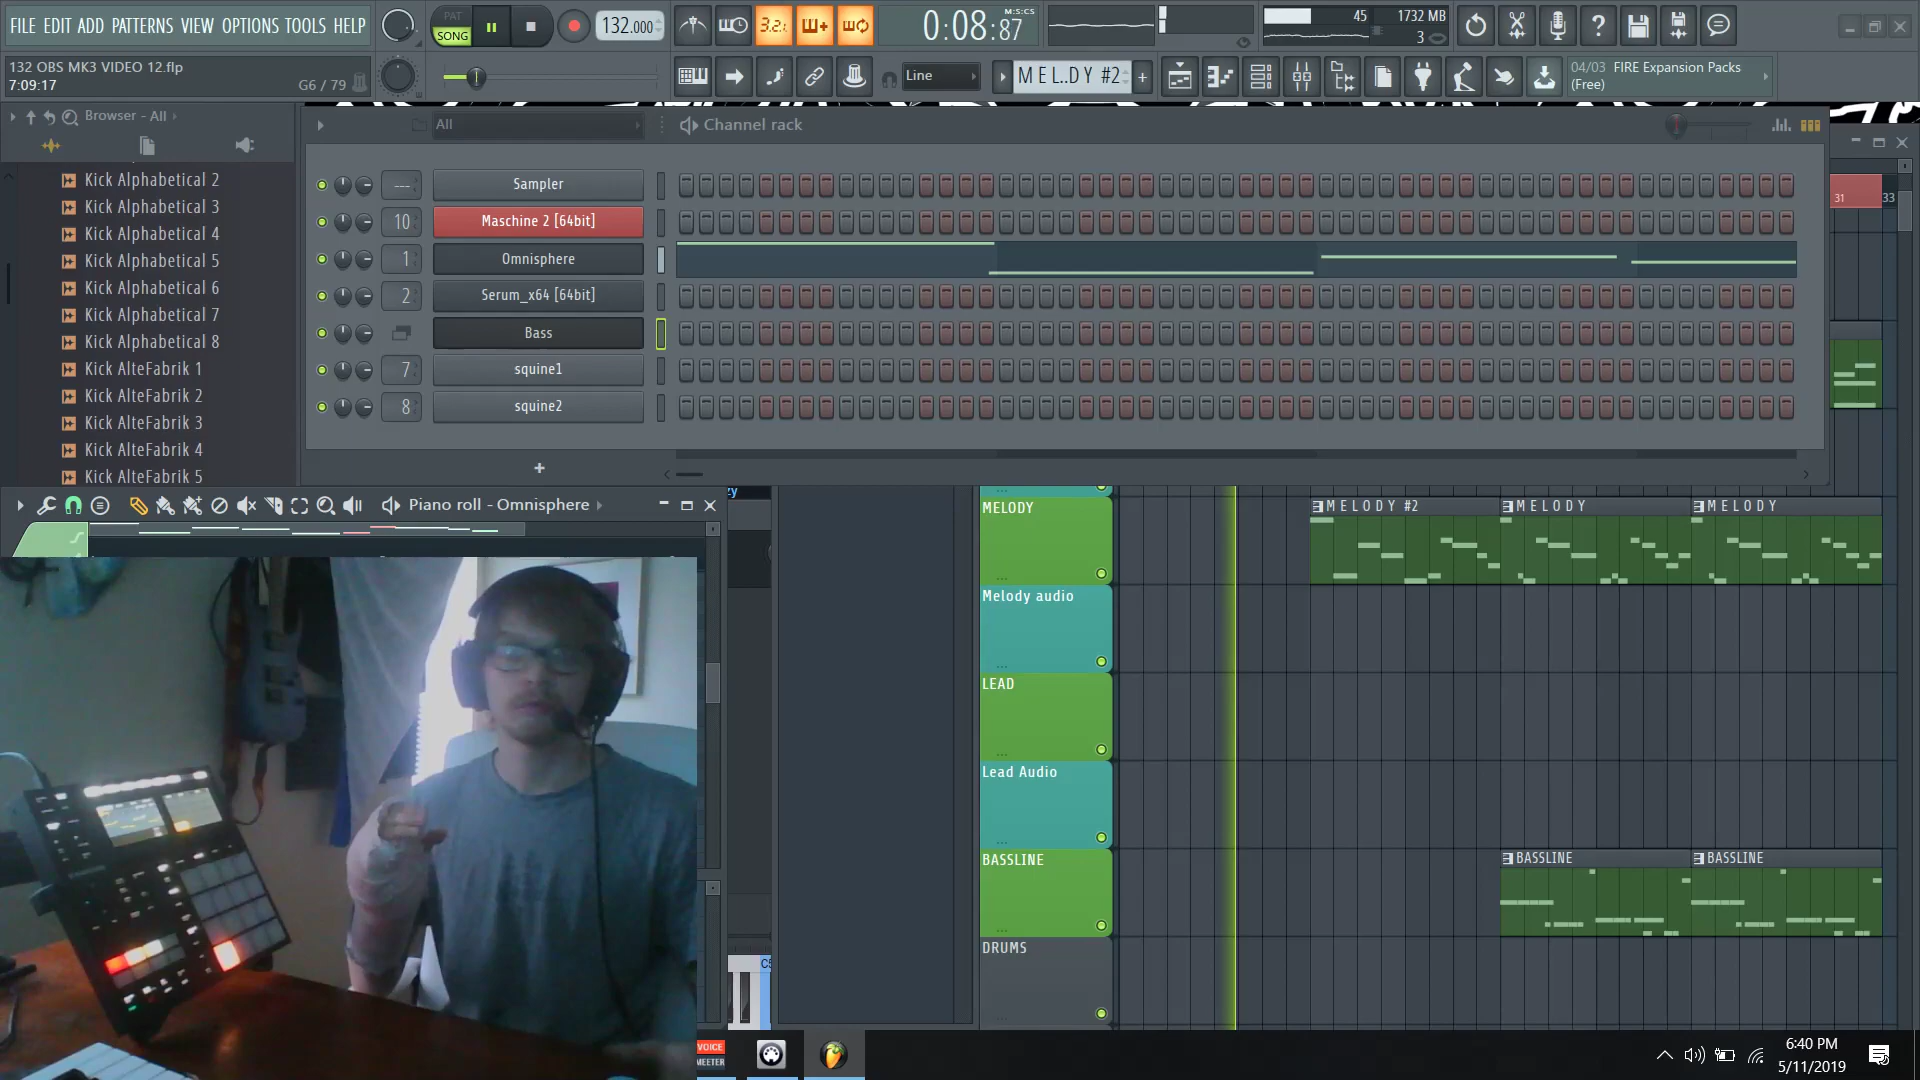 FILE EDIT ADD PATTERNS VIEW OPTIONS TOOLS HELP
PAT
SONG
132.000
3.2.
0:08:87
M:S:CS
45
1732 MB
3
132 OBS MK3 VIDEO 12.flp
7:09:17
G6 / 79
Line
M E L..D Y #2
04/03 FIRE Expansion Packs
(Free)
Browser - All
All
Channel rack
Kick Alphabetical 2
Kick Alphabetical 3
Kick Alphabetical 4
Kick Alphabetical 5
Kick Alphabetical 6
Kick Alphabetical 7
Kick Alphabetical 8
Kick AlteFabrik 1
Kick AlteFabrik 2
Kick AlteFabrik 3
Kick AlteFabrik 4
Kick AlteFabrik 5
---
Sampler
10
Maschine 2 [64bit]
1
Omnisphere
2
Serum_x64 [64bit]
Bass
7
squine1
8
squine2
31
33
Piano roll - Omnisphere
zy
MELODY
M E L O D Y #2
M E L O D Y
M E L O D Y
Melody audio
LEAD
Lead Audio
BASSLINE
BASSLINE
BASSLINE
DRUMS
C5
VOICE
MEETER
6:40 PM
5/11/2019